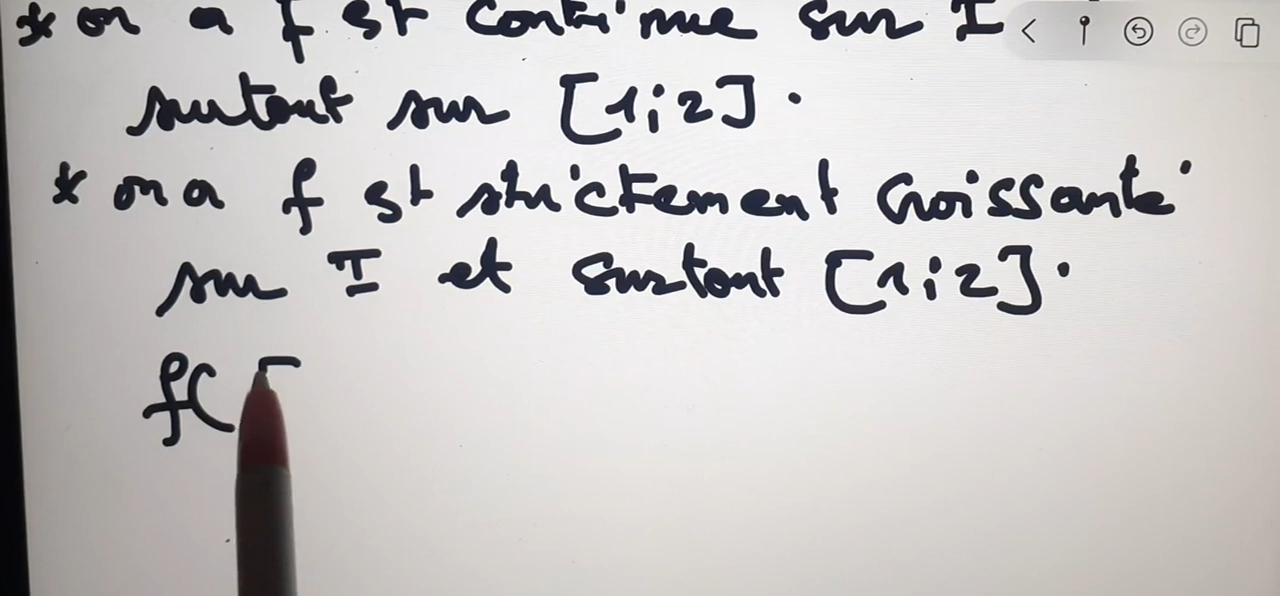 * on a f st continue sur I
surtout sur [1;2].
* on a f st strictement croissante
sur I et surtout [1;2].
f( [